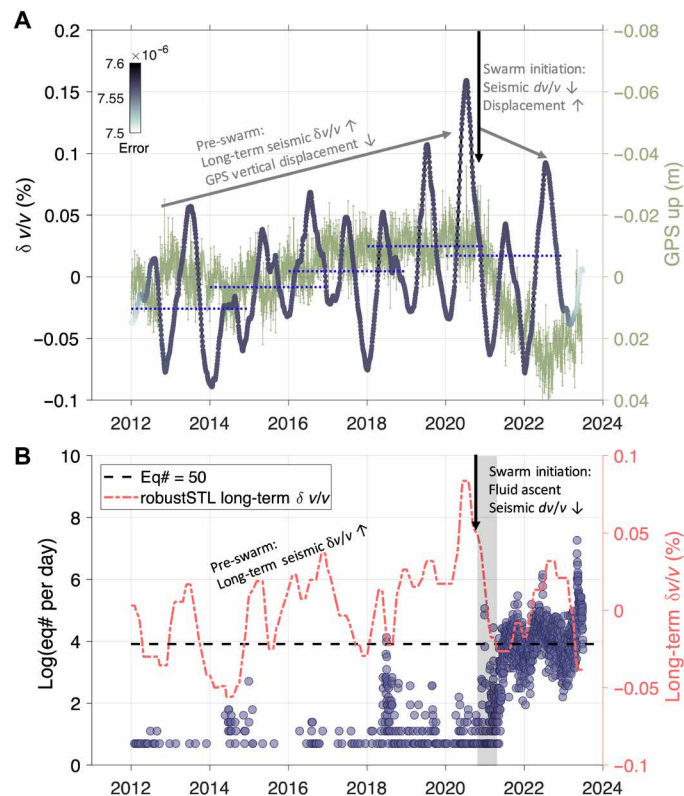 A
0.2
0.15
0.1
0.05
0
−0.05
−0.1
δ v/v (%)
7.6
× 10⁻⁶
7.55
7.5
Error
Pre-swarm:
Long-term seismic δv/v ↑
GPS vertical displacement ↓
Swarm initiation:
Seismic dv/v ↓
Displacement ↑
−0.08
−0.06
−0.04
−0.02
0
0.02
0.04
GPS up (m)
2012 2014 2016 2018 2020 2022 2024
B
10
8
6
4
2
0
Log(eq# per day)
Eq# = 50
robustSTL long-term δ v/v
Pre-swarm:
Long-term seismic δv/v ↑
Swarm initiation:
Fluid ascent
Seismic dv/v ↓
0.1
0.05
0
−0.05
−0.1
Long-term δv/v (%)
2012 2014 2016 2018 2020 2022 2024